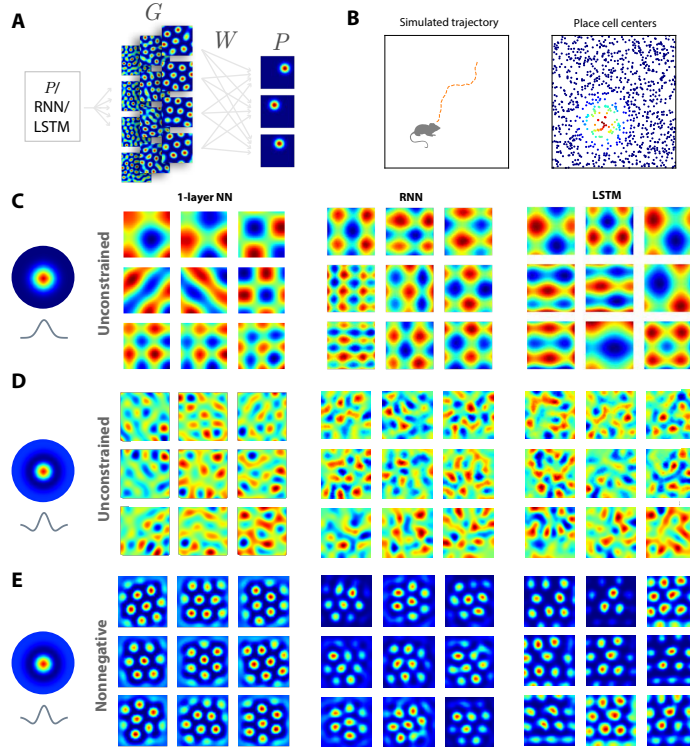 A
G
W
P
P/
RNN/
LSTM
B
Simulated trajectory
Place cell centers
1-layer NN
RNN
LSTM
C
Unconstrained
D
Unconstrained
E
Nonnegative